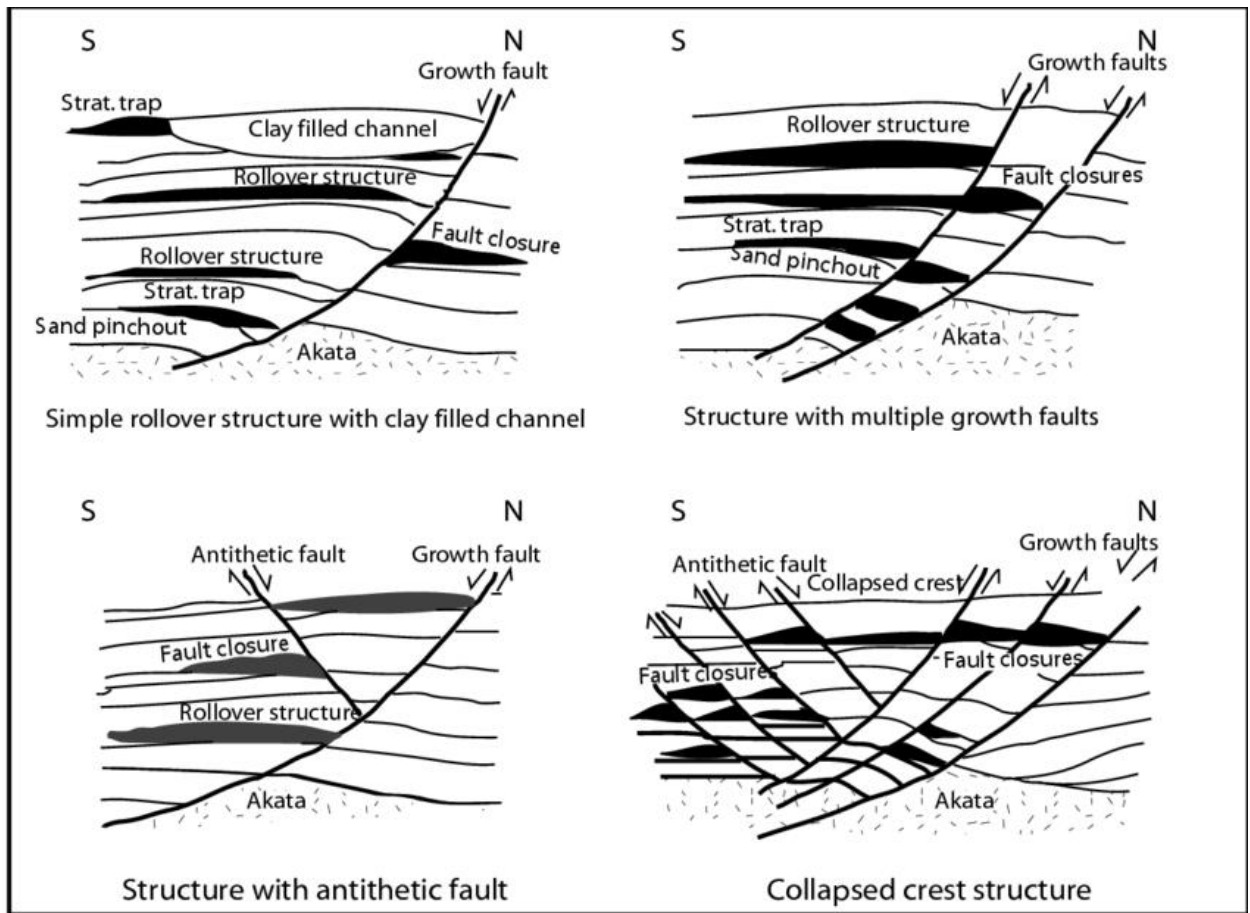 S
N
Growth fault
Strat. trap
Clay filled channel
Rollover structure
Fault closure
Rollover structure
Strat. trap
Sand pinchout
Akata
Simple rollover structure with clay filled channel
S
N
Growth faults
Rollover structure
Fault closures
Strat. trap
Sand pinchout
Akata
Structure with multiple growth faults
S
N
Antithetic fault
Growth fault
Fault closure
Rollover structure
Akata
Structure with antithetic fault
S
N
Growth faults
Antithetic fault
Collapsed crest
Fault closures
Fault closures
Akata
Collapsed crest structure